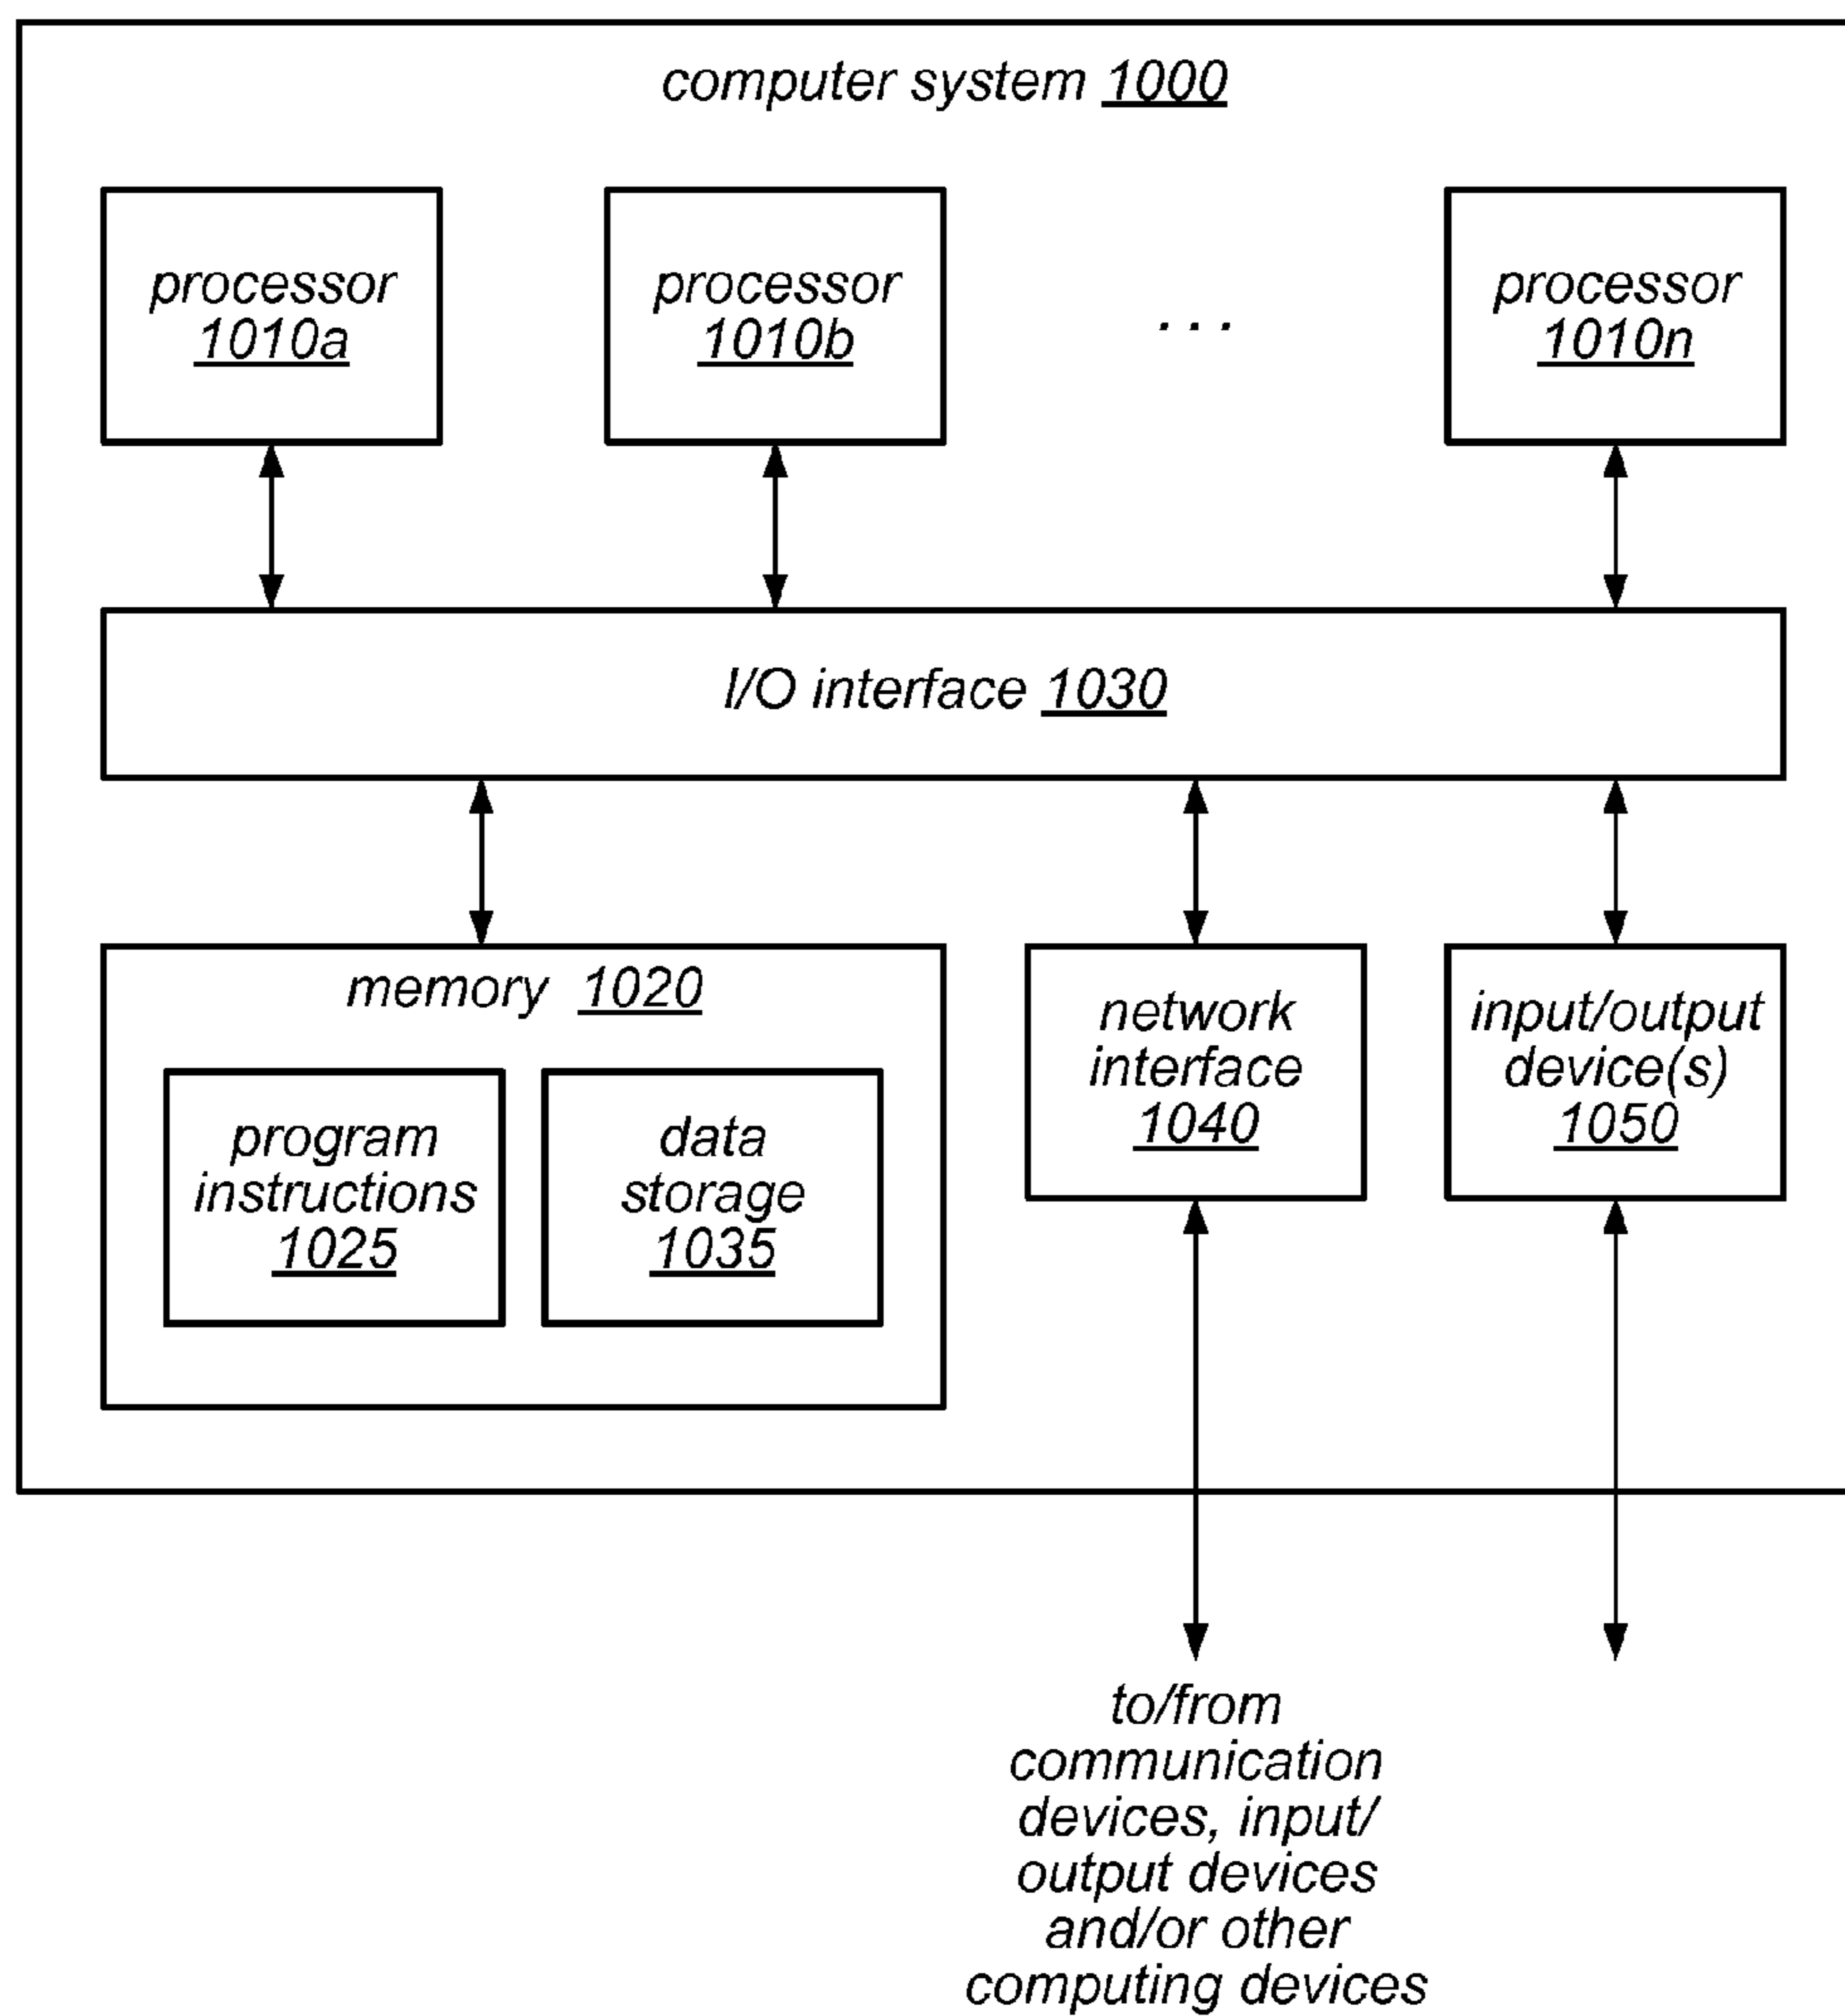 computer system 1000
processor
1010a
processor
1010b
. . .
processor
1010n
I/O interface 1030
memory 1020
program
instructions
1025
data
storage
1035
network
interface
1040
input/output
device(s)
1050
to/from
communication
devices, input/
output devices
and/or other
computing devices